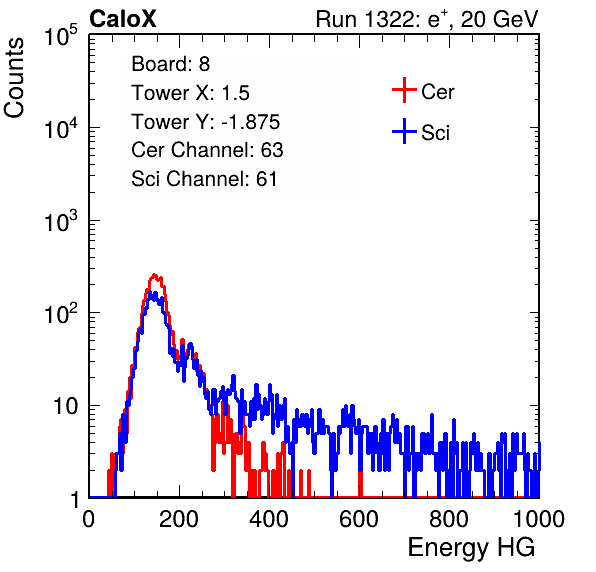 CaloX Run 1322: e⁺, 20 GeV
Counts
Board: 8
Tower X: 1.5
Tower Y: -1.875
Cer Channel: 63
Sci Channel: 61
Cer
Sci
10⁵
10⁴
10³
10²
10
1
0 200 400 600 800 1000
Energy HG